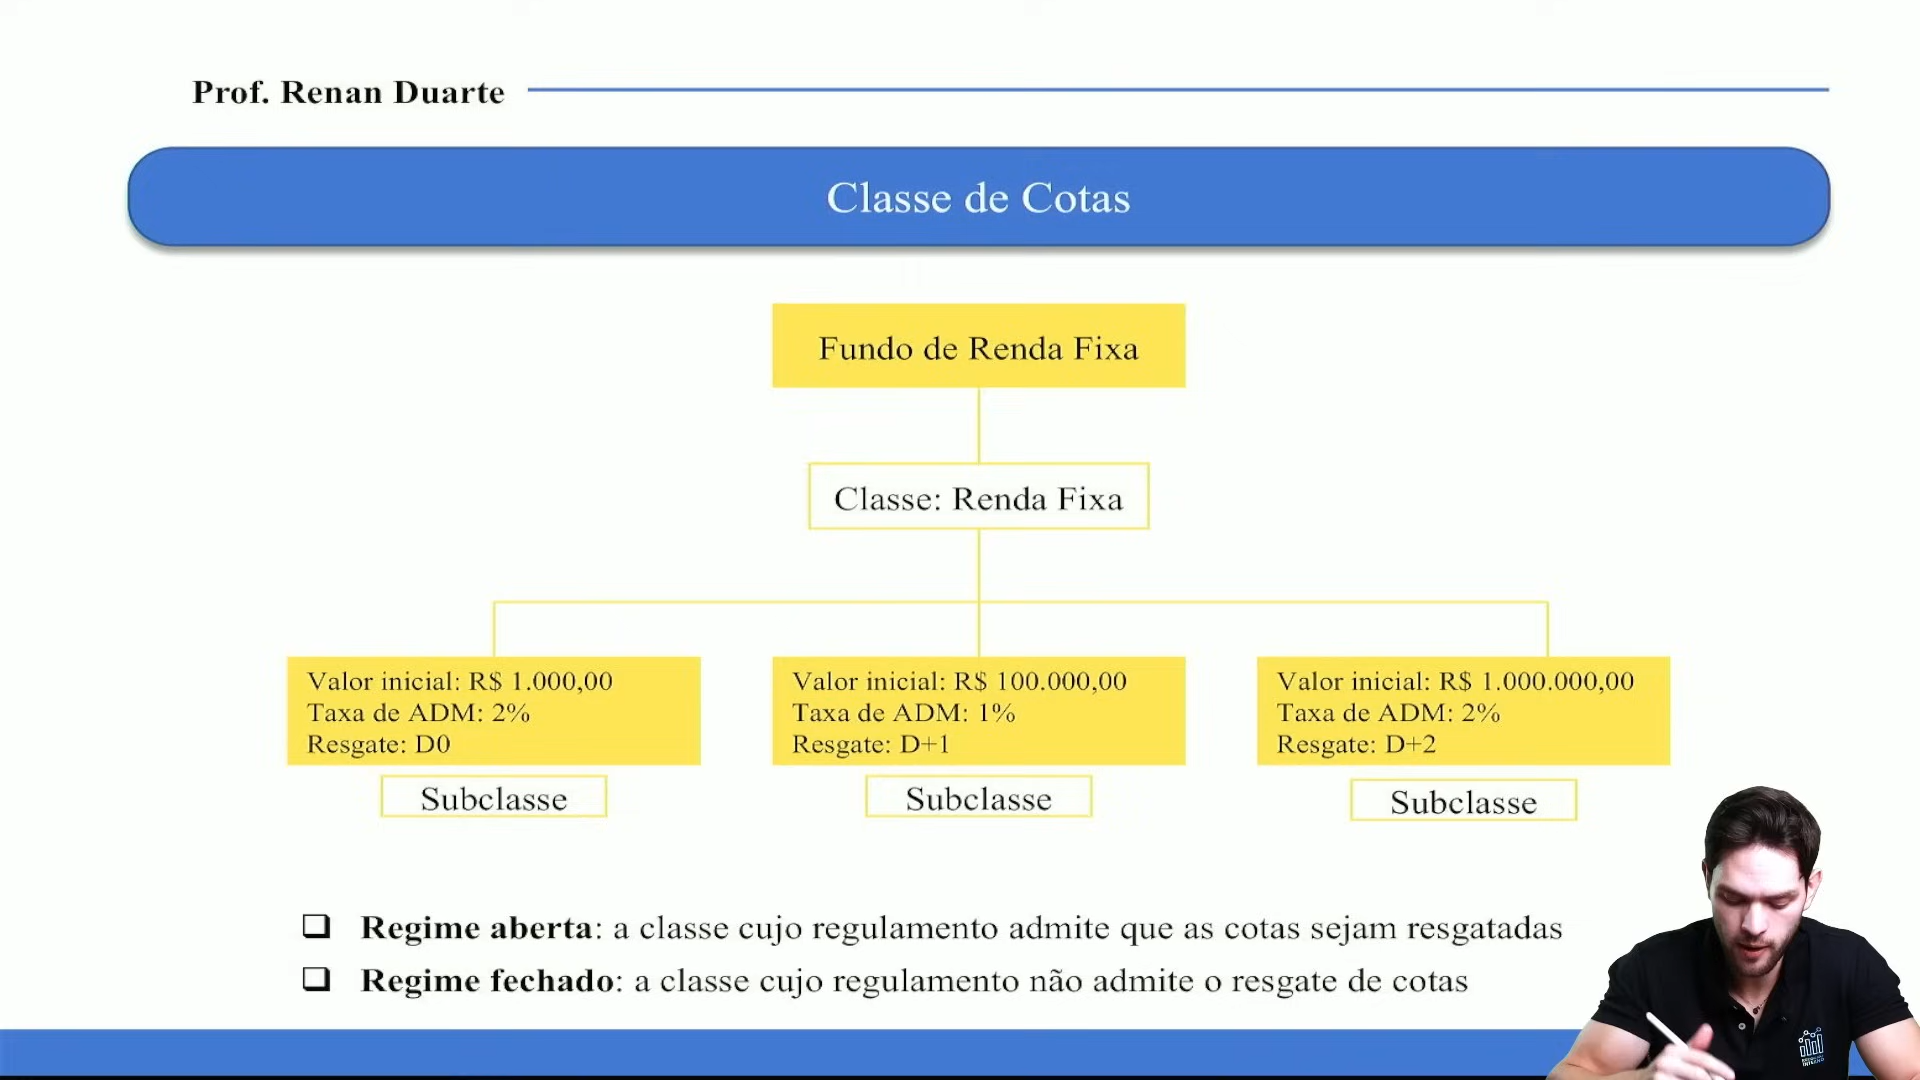 Prof. Renan Duarte
Classe de Cotas
Fundo de Renda Fixa
Classe: Renda Fixa
Valor inicial: R$ 1.000,00
Taxa de ADM: 2%
Resgate: D0
Subclasse
Valor inicial: R$ 100.000,00
Taxa de ADM: 1%
Resgate: D+1
Subclasse
Valor inicial: R$ 1.000.000,00
Taxa de ADM: 2%
Resgate: D+2
Subclasse
Regime aberta: a classe cujo regulamento admite que as cotas sejam resgatadas
Regime fechado: a classe cujo regulamento não admite o resgate de cotas